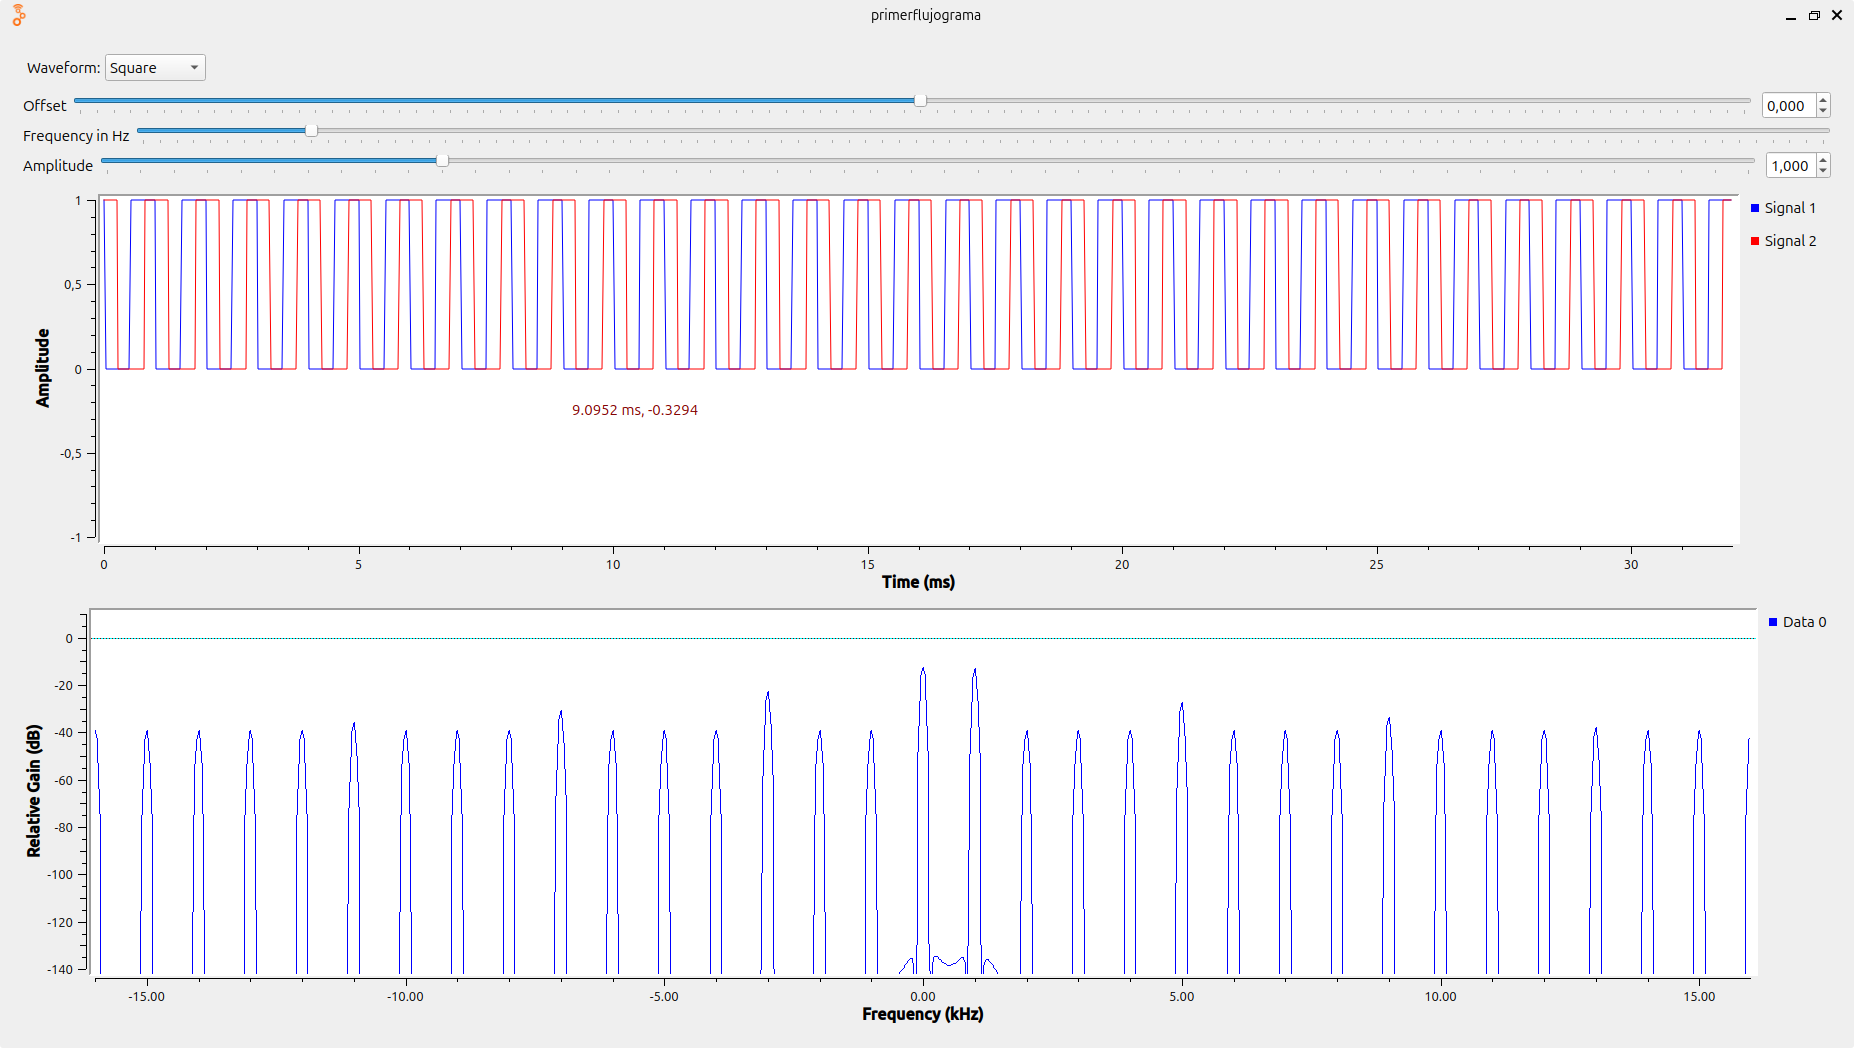 primerflujograma
Waveform: Square
Offset 0,000
Frequency in Hz
Amplitude 1,000
1
0,5
0
-0,5
-1
Amplitude
9.0952 ms, -0.3294
Signal 1
Signal 2
0 5 10 15 20 25 30
Time (ms)
0
-20
-40
-60
-80
-100
-120
-140
Relative Gain (dB)
Data 0
-15.00 -10.00 -5.00 0.00 5.00 10.00 15.00
Frequency (kHz)